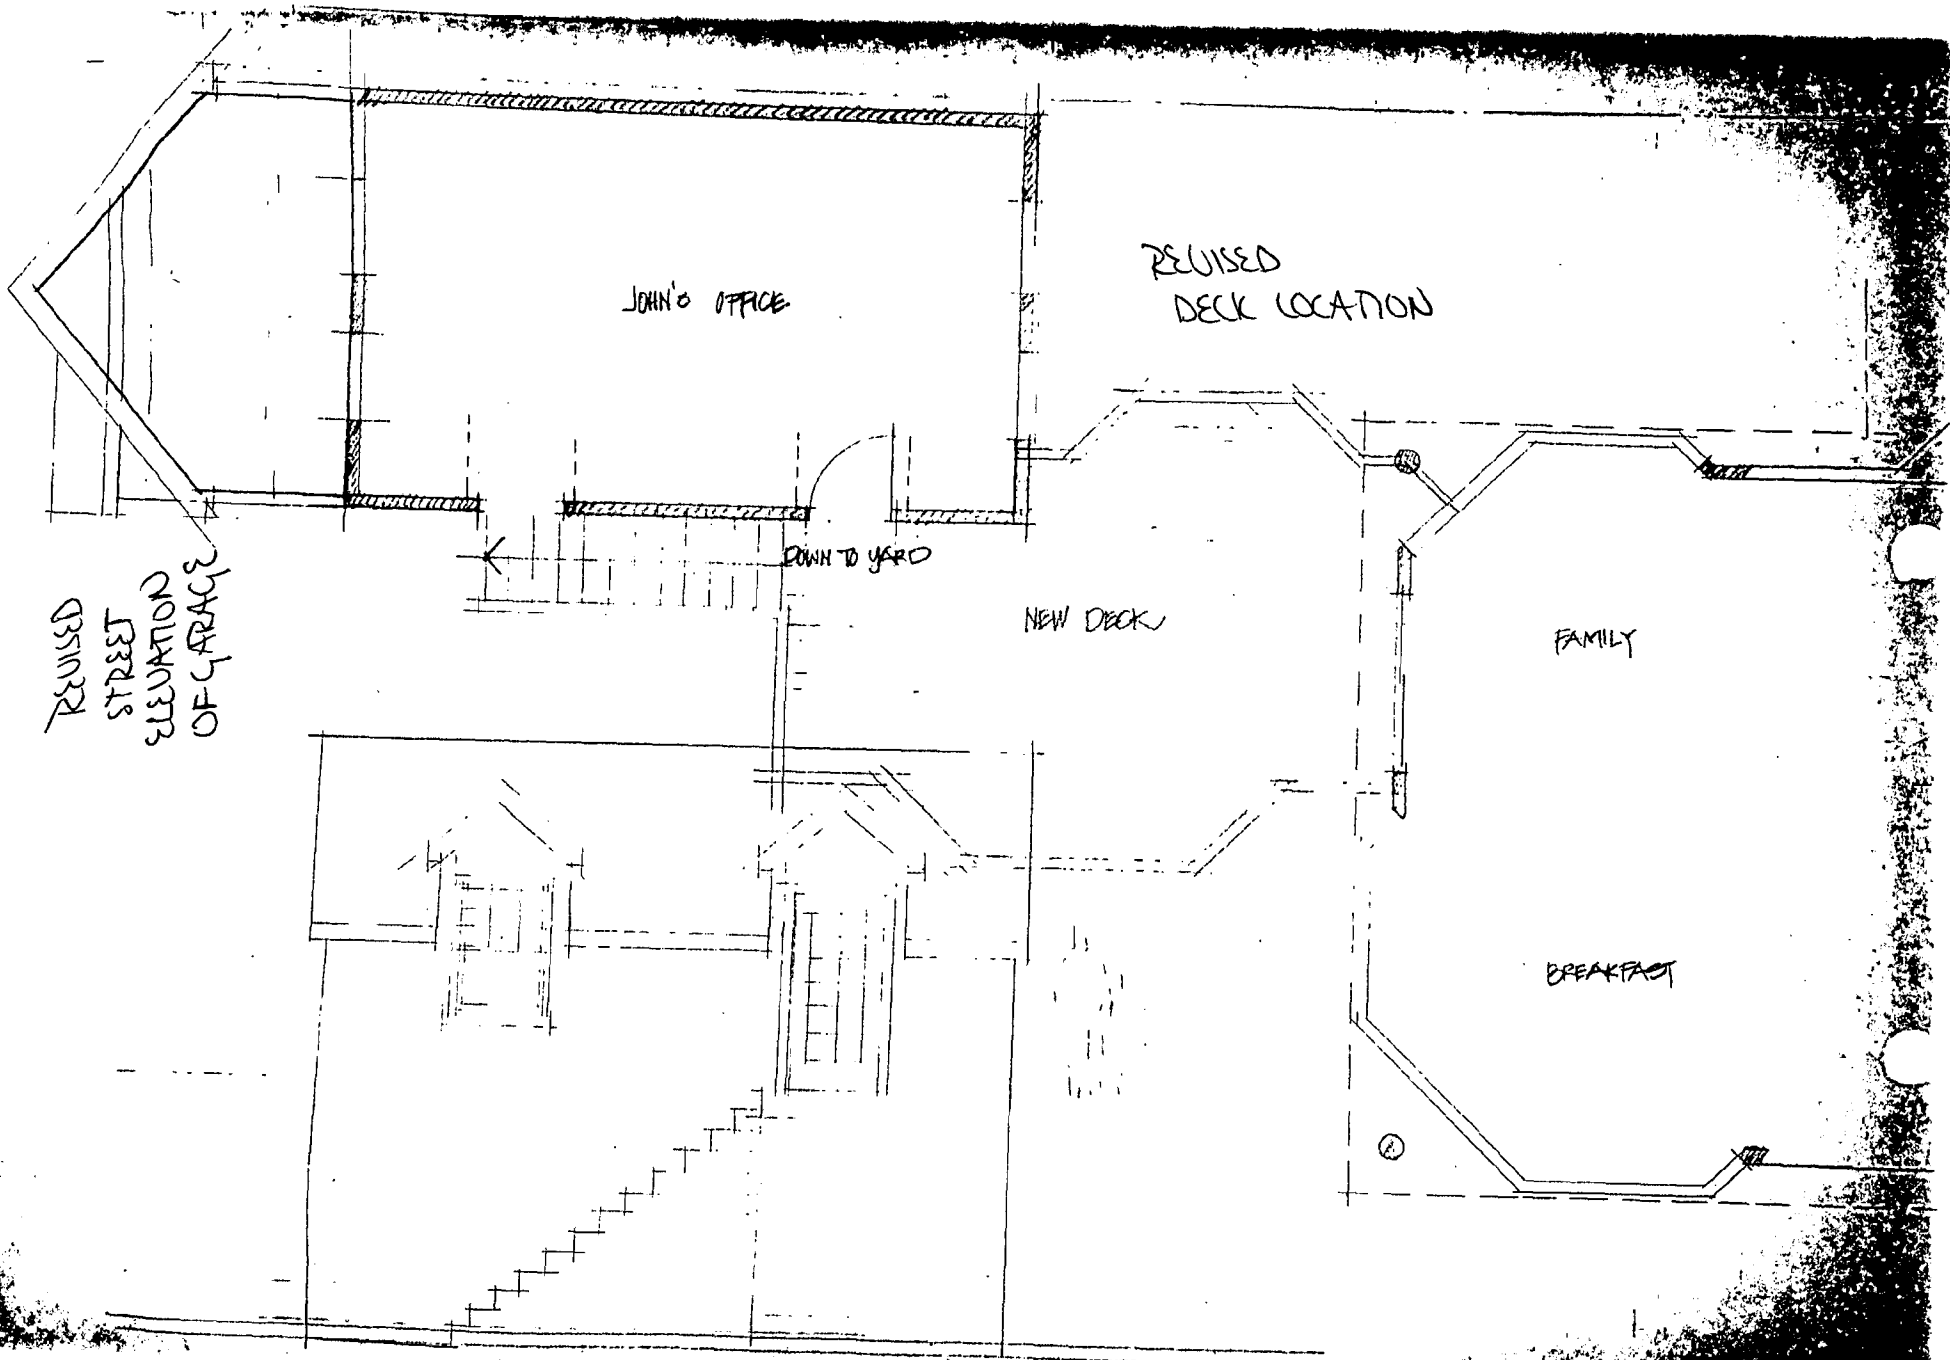 JOHN'S OFFICE
REVISED
DECK LOCATION
DOWN TO YARD
NEW DECK
FAMILY
BREAKFAST
REVISED
STREET
ELEVATION
OF GARAGE